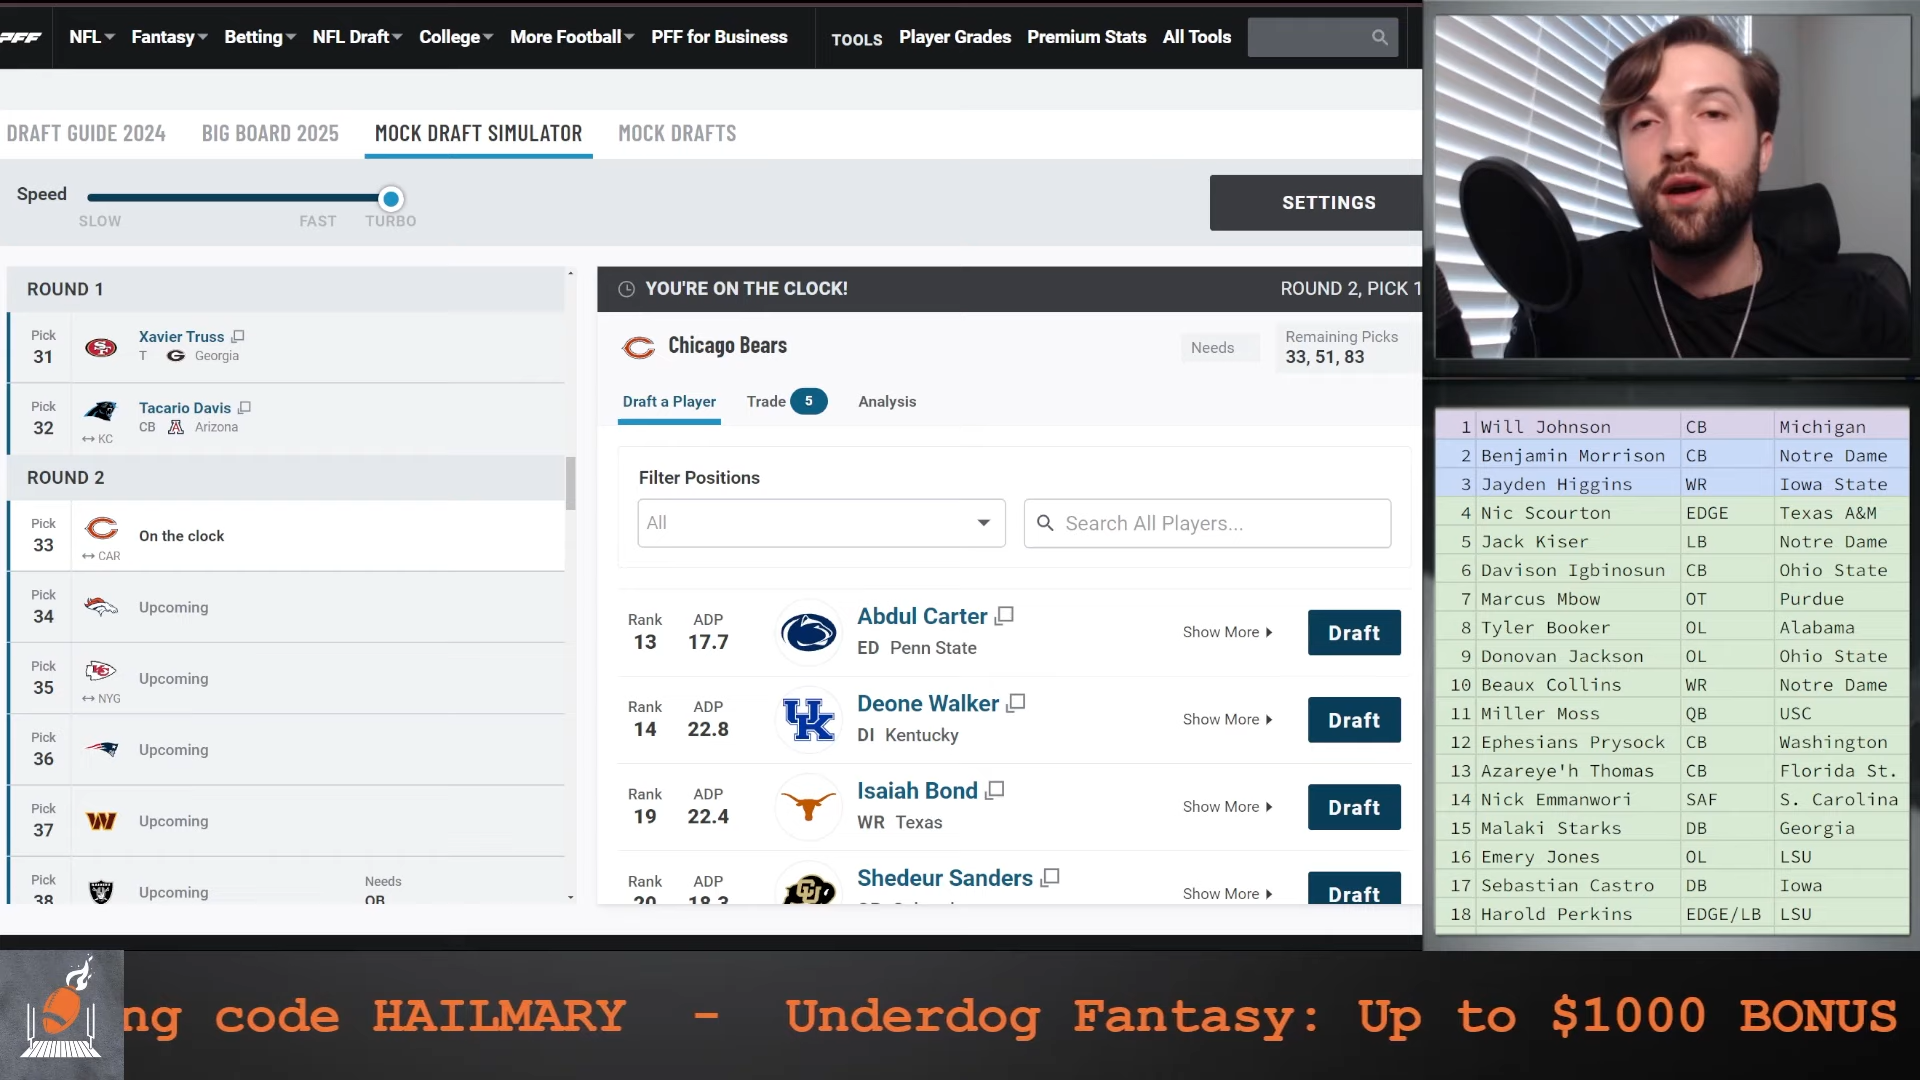 PFF NFL Fantasy Betting NFL Draft College More Football PFF for Business TOOLS Player Grades Premium Stats All Tools
DRAFT GUIDE 2024 BIG BOARD 2025 MOCK DRAFT SIMULATOR MOCK DRAFTS
Speed
SLOW FAST TURBO
SETTINGS
ROUND 1
Pick 31
Xavier Truss
T G Georgia
Pick 32
↔ KC
Tacario Davis
CB A Arizona
ROUND 2
Pick 33
↔ CAR
On the clock
Pick 34
Upcoming
Pick 35
↔ NYG
Upcoming
Pick 36
Upcoming
Pick 37
W
Upcoming
Pick 38
Upcoming
Needs
QB
YOU'RE ON THE CLOCK! ROUND 2, PICK 1
Chicago Bears
Needs
Remaining Picks
33, 51, 83
Draft a Player Trade 5 Analysis
Filter Positions
All
Search All Players...
Rank 13
ADP 17.7
Abdul Carter
ED Penn State
Show More
Draft
Rank 14
ADP 22.8
UK
Deone Walker
DI Kentucky
Show More
Draft
Rank 19
ADP 22.4
Isaiah Bond
WR Texas
Show More
Draft
Rank 20
ADP 18.3
CU
Shedeur Sanders
Show More
Draft
1 Will Johnson CB Michigan
2 Benjamin Morrison CB Notre Dame
3 Jayden Higgins WR Iowa State
4 Nic Scourton EDGE Texas A&M
5 Jack Kiser LB Notre Dame
6 Davison Igbinosun CB Ohio State
7 Marcus Mbow OT Purdue
8 Tyler Booker OL Alabama
9 Donovan Jackson OL Ohio State
10 Beaux Collins WR Notre Dame
11 Miller Moss QB USC
12 Ephesians Prysock CB Washington
13 Azareye'h Thomas CB Florida St.
14 Nick Emmanwori SAF S. Carolina
15 Malaki Starks DB Georgia
16 Emery Jones OL LSU
17 Sebastian Castro DB Iowa
18 Harold Perkins EDGE/LB LSU
ng code HAILMARY - Underdog Fantasy: Up to $1000 BONUS